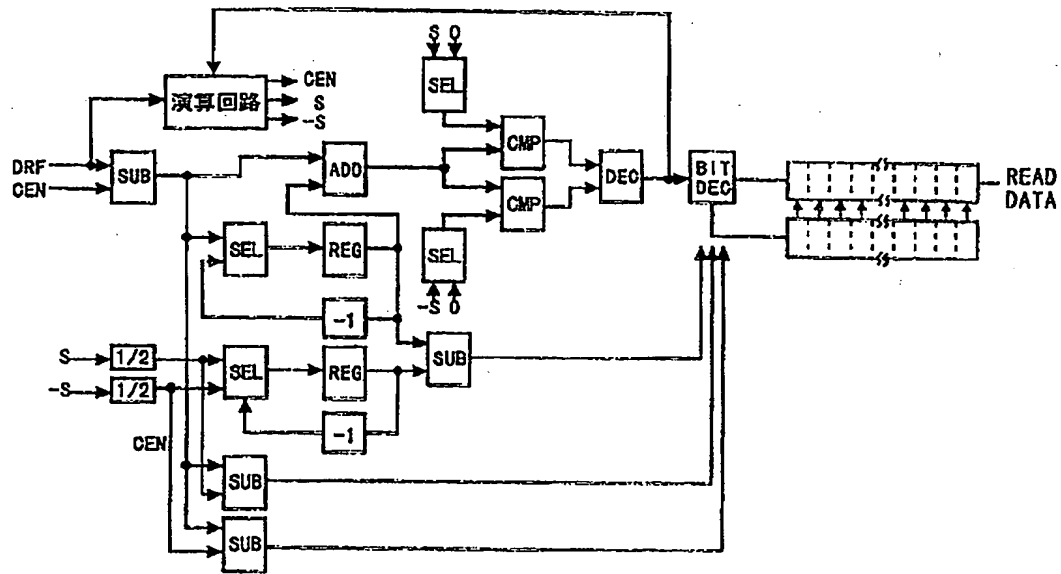 S 0
SEL
演算回路
CEN
S
-S
DRF
CEN
SUB
ADD
CMP
CMP
DEC
BIT DEC
READ DATA
SEL
REG
SEL
-S 0
-1
S
1/2
-S
1/2
SEL
REG
SUB
-1
CEN
SUB
SUB